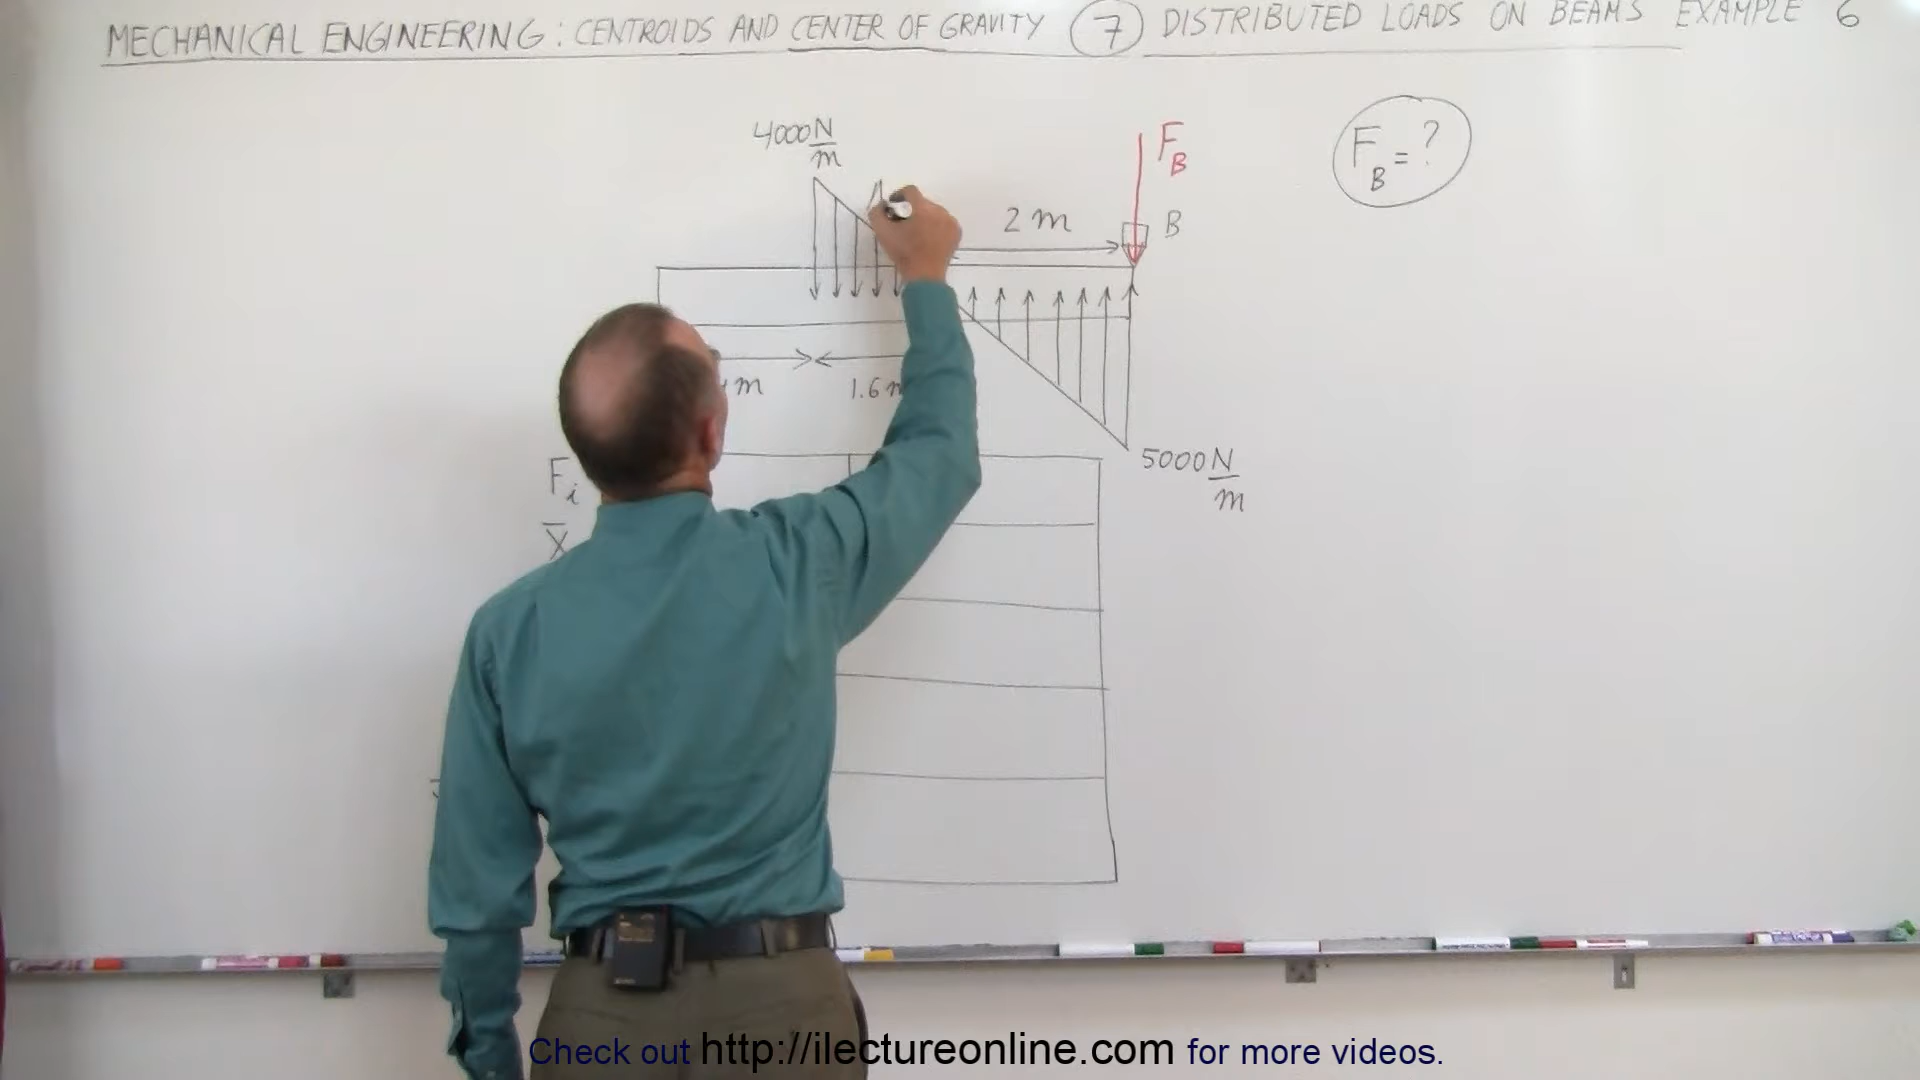 MECHANICAL ENGINEERING: CENTROIDS AND CENTER OF GRAVITY 7 DISTRIBUTED LOADS ON BEAMS EXAMPLE 6
4000 N/m
F_B
F_B = ?
2 m
B
m
1.6
5000 N/m
F_i
X̄
Check out http://ilectureonline.com for more videos.